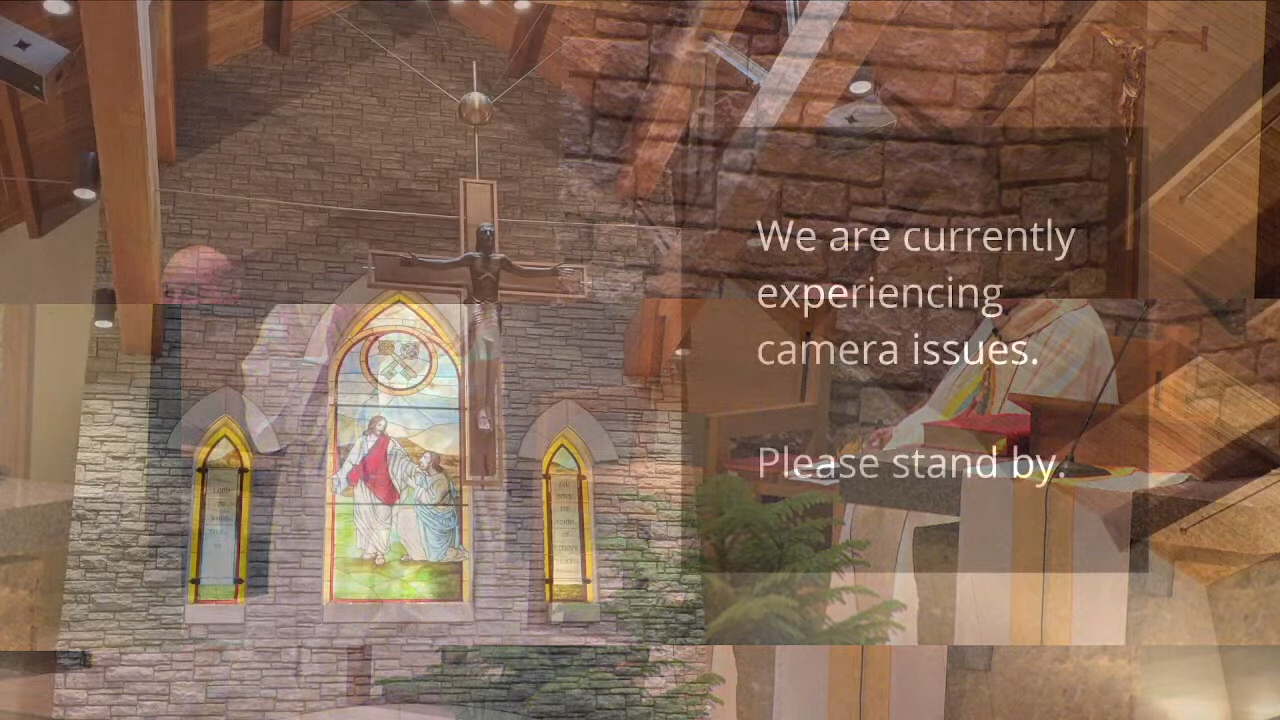 We are currently
experiencing
camera issues.
Please stand by.